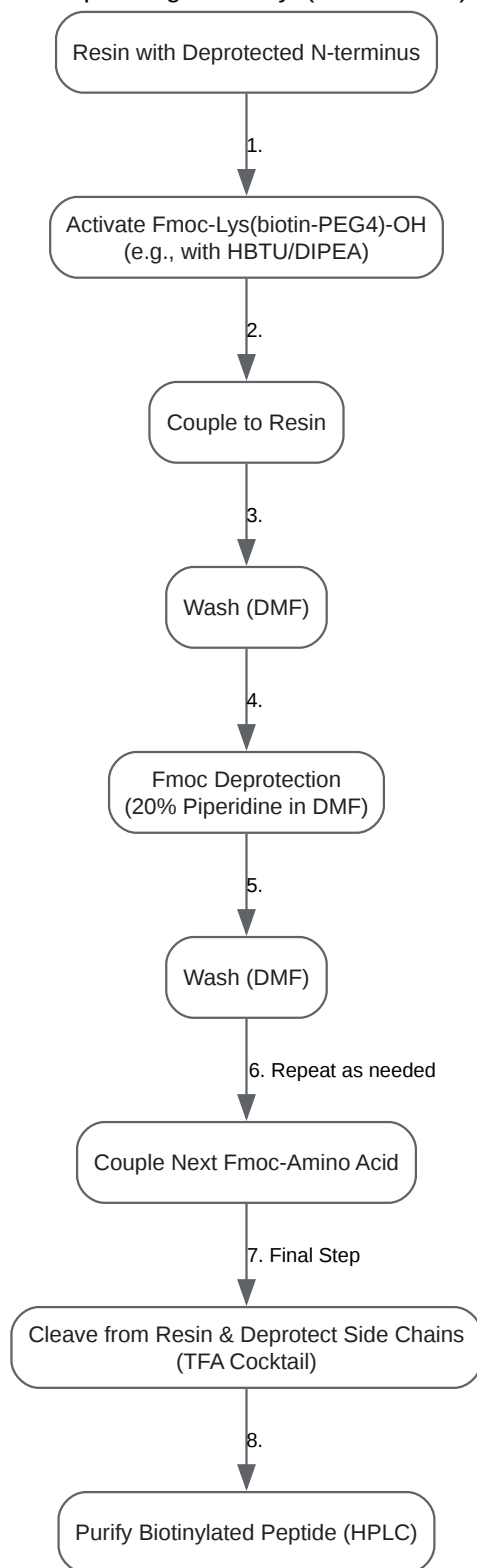 Resin with Deprotected N-terminus
1.
Activate Fmoc-Lys(biotin-PEG4)-OH
(e.g., with HBTU/DIPEA)
2.
Couple to Resin
3.
Wash (DMF)
4.
Fmoc Deprotection
(20% Piperidine in DMF)
5.
Wash (DMF)
6. Repeat as needed
Couple Next Fmoc-Amino Acid
7. Final Step
Cleave from Resin & Deprotect Side Chains
(TFA Cocktail)
8.
Purify Biotinylated Peptide (HPLC)